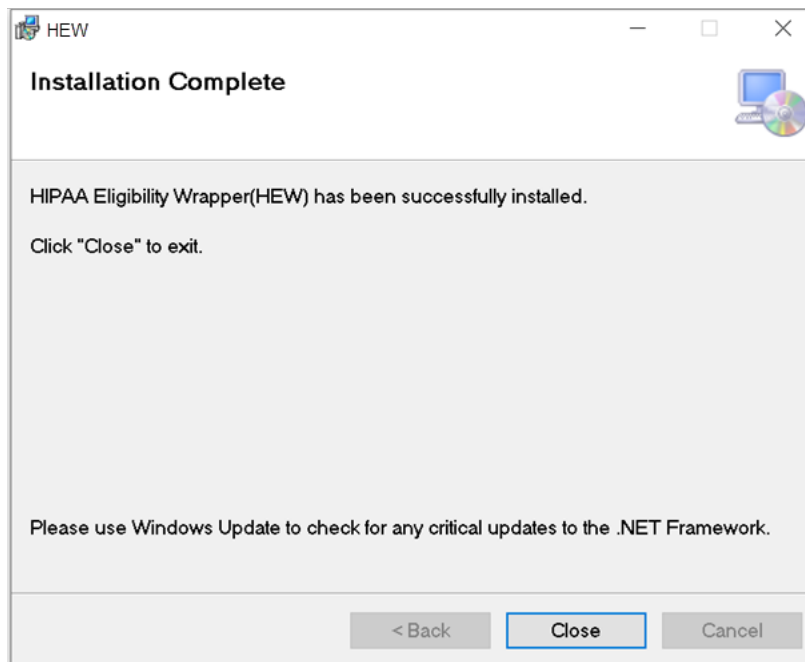 HEW
Installation Complete
HIPAA Eligibility Wrapper(HEW) has been successfully installed.
Click "Close" to exit.
Please use Windows Update to check for any critical updates to the .NET Framework.
< Back
Close
Cancel